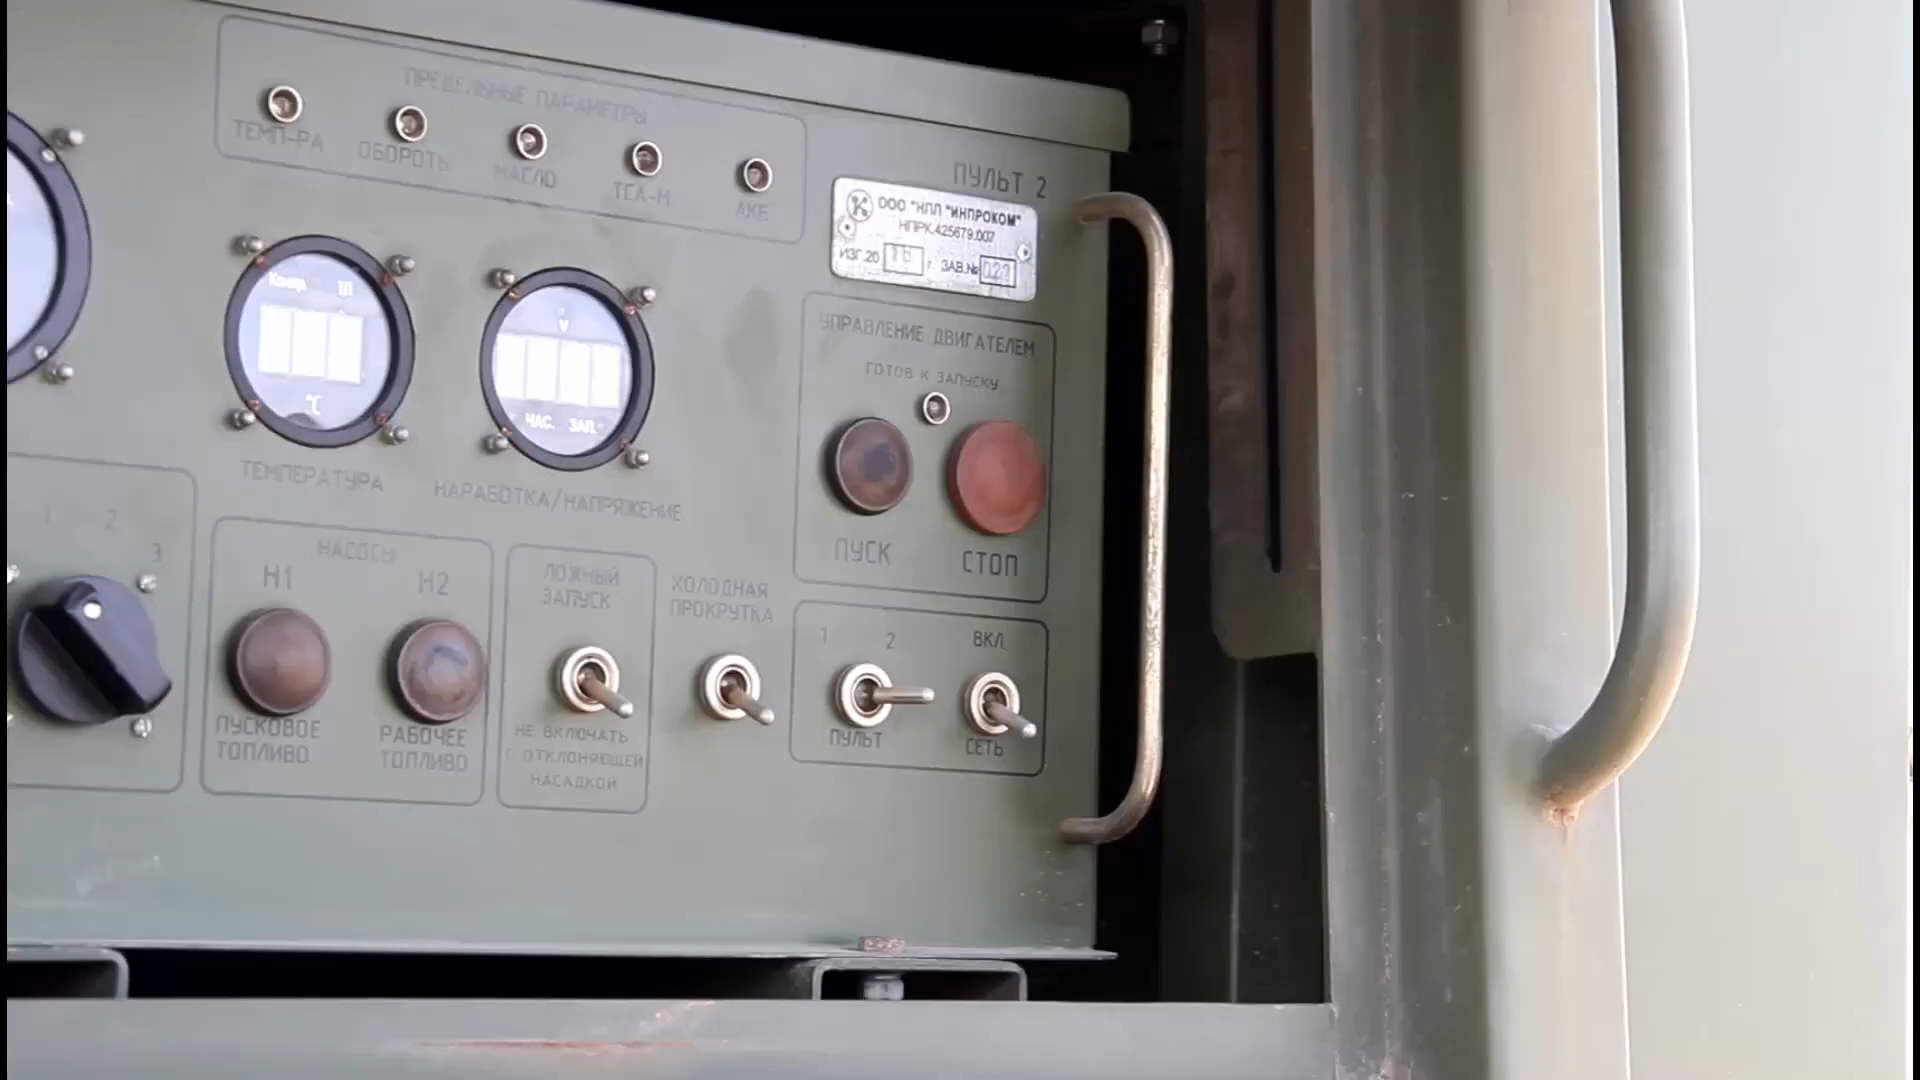 ПРЕДЕЛЬНЫЕ ПАРАМЕТРЫ
ТЕМП-РА
ОБОРОТЫ
МАСЛО
ТСА-М
АКБ
ПУЛЬТ 2
ООО "НПП "ИНПРОКОМ"
НПРК.425679.007
ИЗГ.20 16 г. ЗАВ.№
°С
V
ЧАС. ЗАП.
ТЕМПЕРАТУРА
НАРАБОТКА/НАПРЯЖЕНИЕ
УПРАВЛЕНИЕ ДВИГАТЕЛЕМ
ГОТОВ К ЗАПУСКУ
ПУСК
СТОП
1 2 3
НАСОСЫ
Н1 Н2
ПУСКОВОЕ
ТОПЛИВО
РАБОЧЕЕ
ТОПЛИВО
ЛОЖНЫЙ
ЗАПУСК
НЕ ВКЛЮЧАТЬ
С ОТКЛОНЯЮЩЕЙ
НАСАДКОЙ
ХОЛОДНАЯ
ПРОКРУТКА
1 2
ПУЛЬТ
ВКЛ.
СЕТЬ